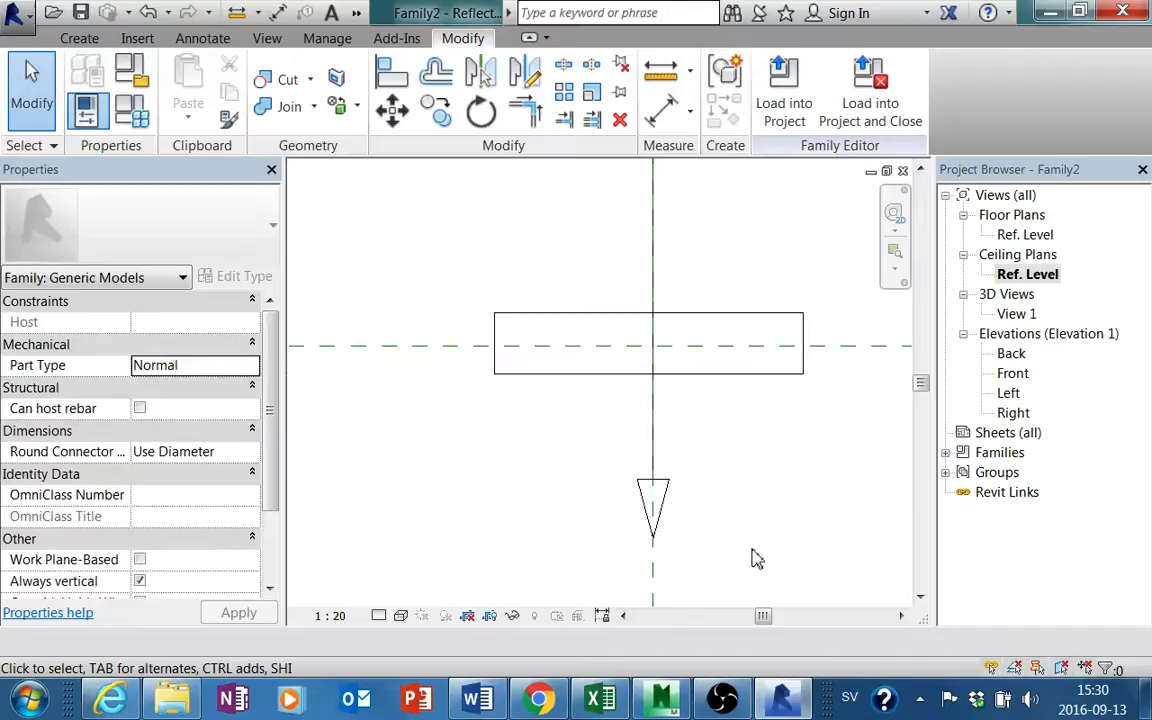 Family2 - Reflect...
Type a keyword or phrase
Sign In
Create
Insert
Annotate
View
Manage
Add-Ins
Modify
Modify
Paste
Cut
Join
Load into
Project
Load into
Project and Close
Select
Properties
Clipboard
Geometry
Modify
Measure
Create
Family Editor
Properties
Family: Generic Models
Edit Type
Constraints
Host
Mechanical
Part Type Normal
Structural
Can host rebar
Dimensions
Round Connector ... Use Diameter
Identity Data
OmniClass Number
OmniClass Title
Other
Work Plane-Based
Always vertical
Properties help
Apply
2D
Project Browser - Family2
Views (all)
Floor Plans
Ref. Level
Ceiling Plans
Ref. Level
3D Views
View 1
Elevations (Elevation 1)
Back
Front
Left
Right
Sheets (all)
Families
Groups
Revit Links
1 : 20
Click to select, TAB for alternates, CTRL adds, SHI
:0
SV
15:30
2016-09-13